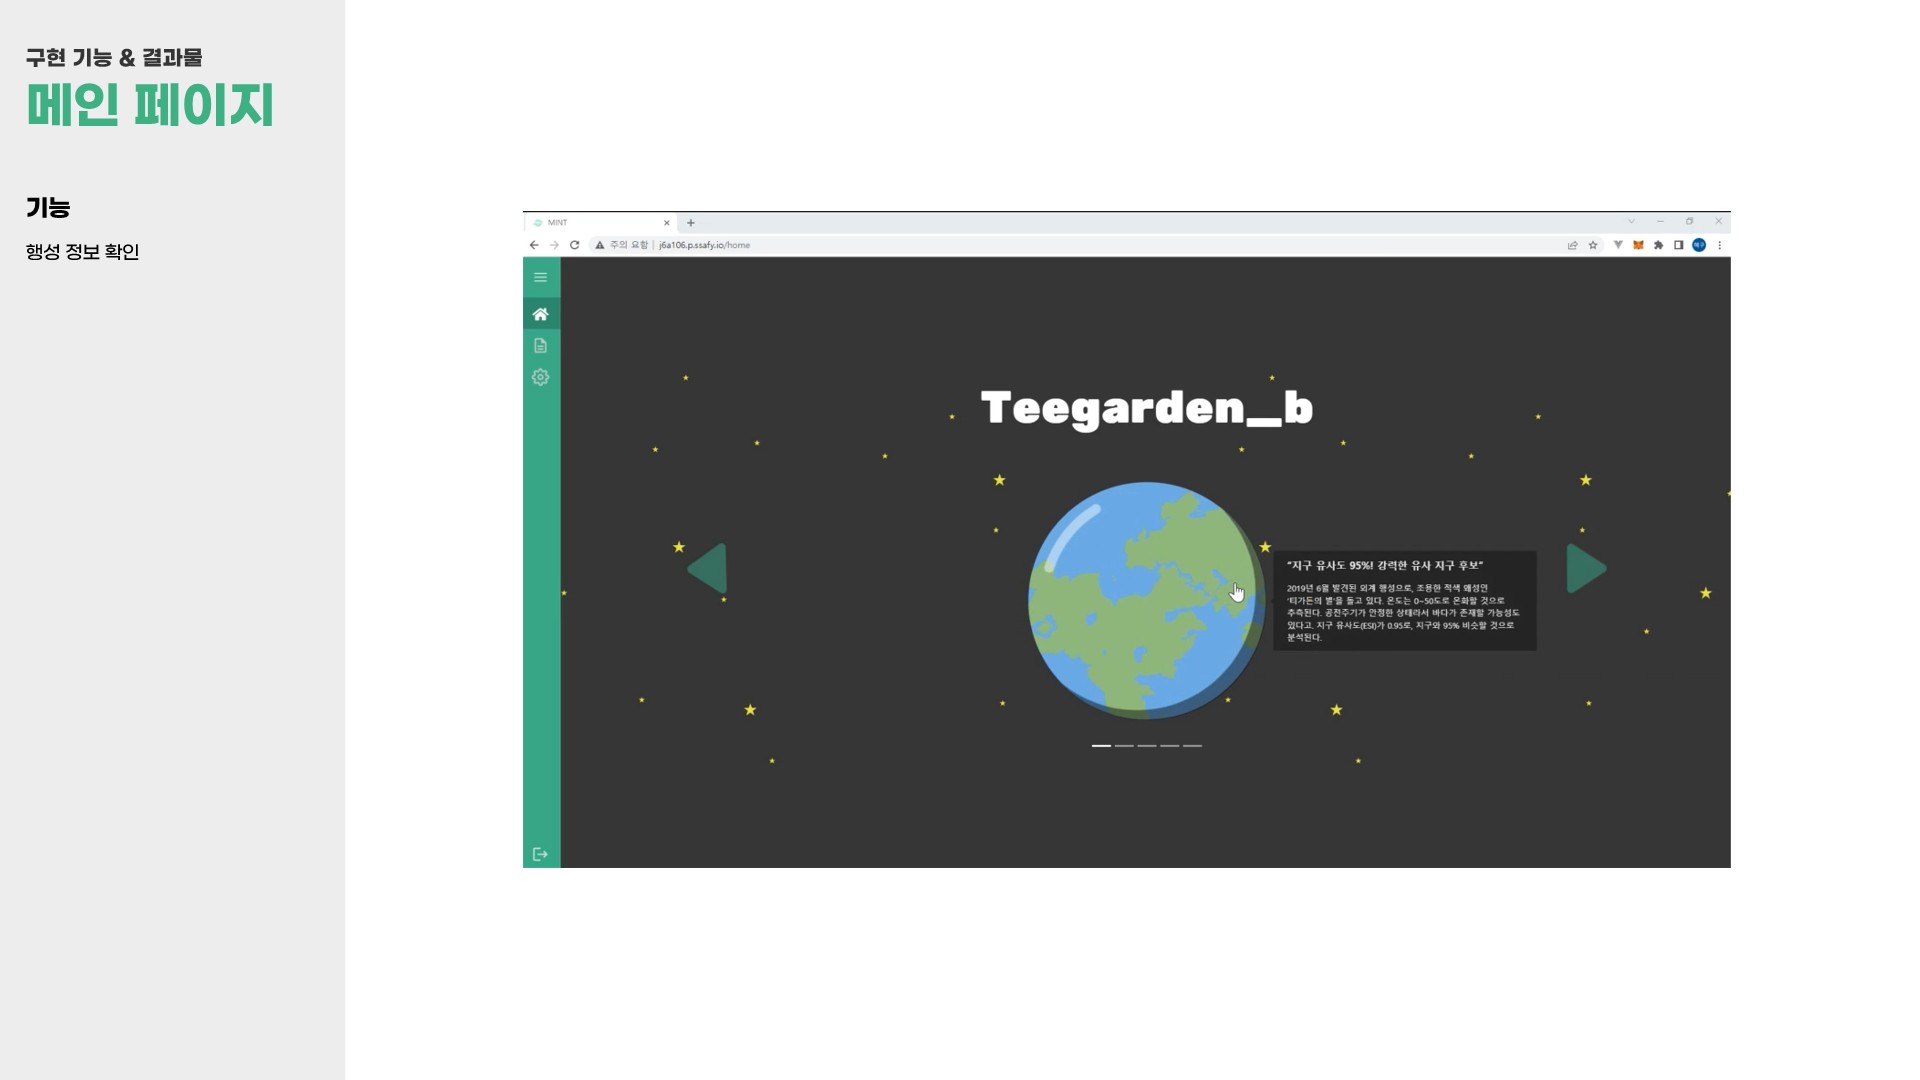 구현 기능 & 결과물
메인 페이지
기능
행성 정보 확인
MINT
주의 요함 | j6a106.p.ssafy.io/home
Teegarden_b
“지구 유사도 95%! 강력한 유사 지구 후보”
2019년 6월 발견된 외계 행성으로, 조용한 적색 왜성인
'티가든의 별'을 돌고 있다. 온도는 0~50도로 온화할 것으로
추측된다. 공전주기가 안정한 상태라서 바다가 존재할 가능성도
있다고. 지구 유사도(ESI)가 0.95로, 지구와 95% 비슷할 것으로
분석된다.